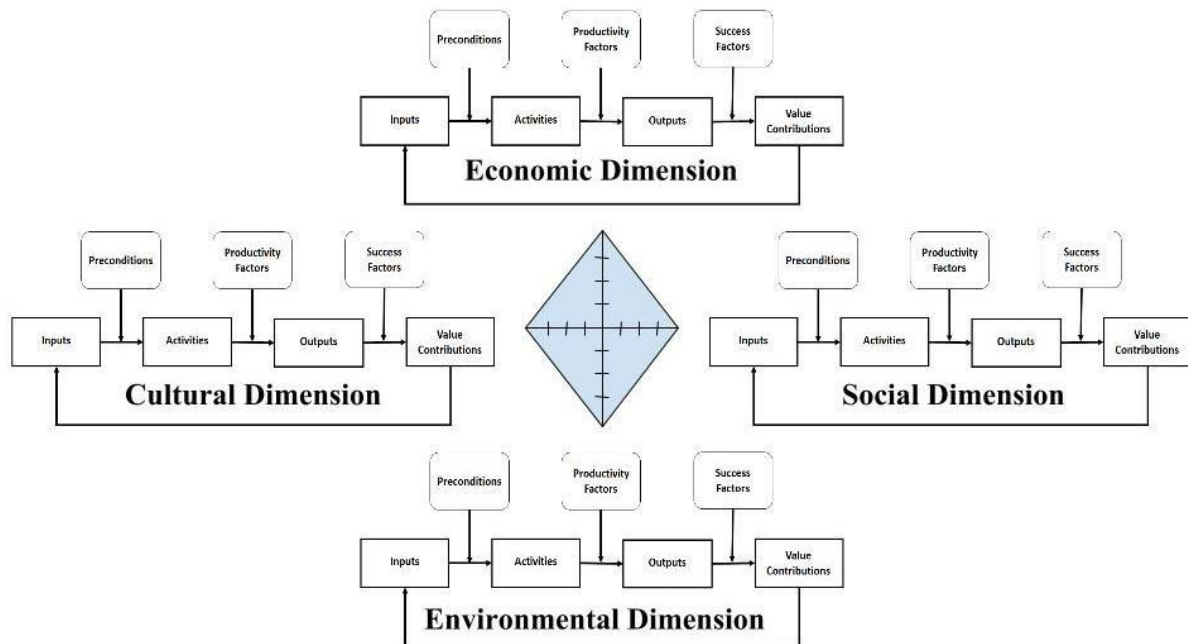 Preconditions
Productivity
Factors
Success
Factors
Inputs
Activities
Outputs
Value
Contributions
Economic Dimension
Preconditions
Productivity
Factors
Success
Factors
Inputs
Activities
Outputs
Value
Contributions
Cultural Dimension
Preconditions
Productivity
Factors
Success
Factors
Inputs
Activities
Outputs
Value
Contributions
Social Dimension
Preconditions
Productivity
Factors
Success
Factors
Inputs
Activities
Outputs
Value
Contributions
Environmental Dimension